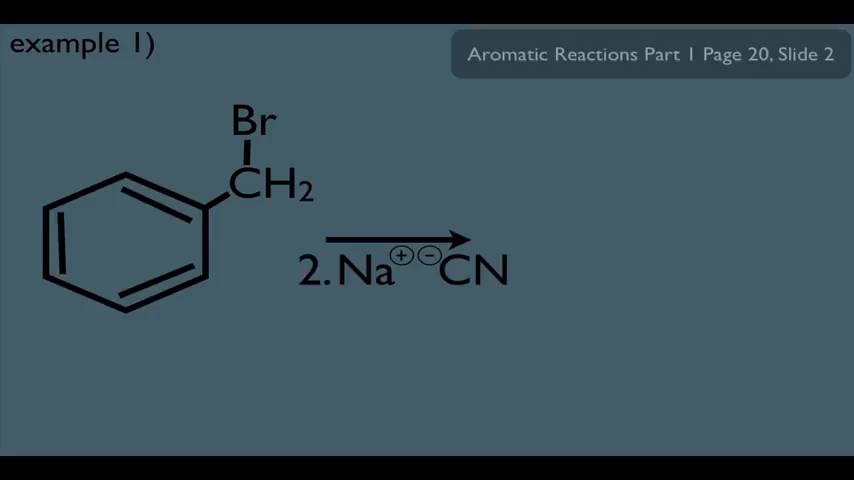 example 1)
Aromatic Reactions Part 1 Page 20, Slide 2
Br
CH₂
2. Na⊕ ⊖CN